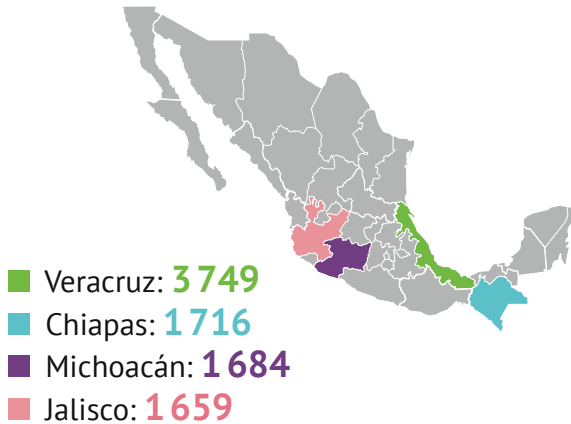 Veracruz: 3 749
Chiapas: 1 716
Michoacán: 1 684
Jalisco: 1 659